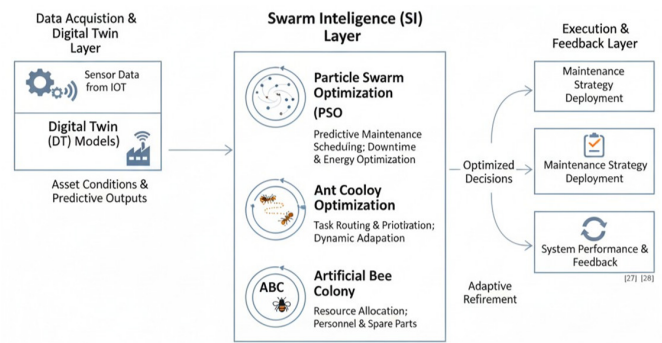 Data Acquistion &
Digital Twin
Layer
Sensor Data
from IOT
Digital Twin
(DT) Models)
Asset Conditions &
Predictive Outputs
Swarm Inteligence (SI)
Layer
Particle Swarm
Optimization
(PSO
Predictive Maintenance
Scheduling; Downtime
& Energy Optimization
Ant Cooloy
Optimization
Task Routing & Priotlzation;
Dynamic Adapation
ABC
Artificial Bee
Colony
Resource Allocation;
Personnel & Spare Parts
Optimized
Decisions
Adaptive
Refirement
Execution &
Feedback Layer
Maintenance
Strategy
Deployment
Maintenance Strategy
Deployment
System Performance &
Feedback
[27] [28]